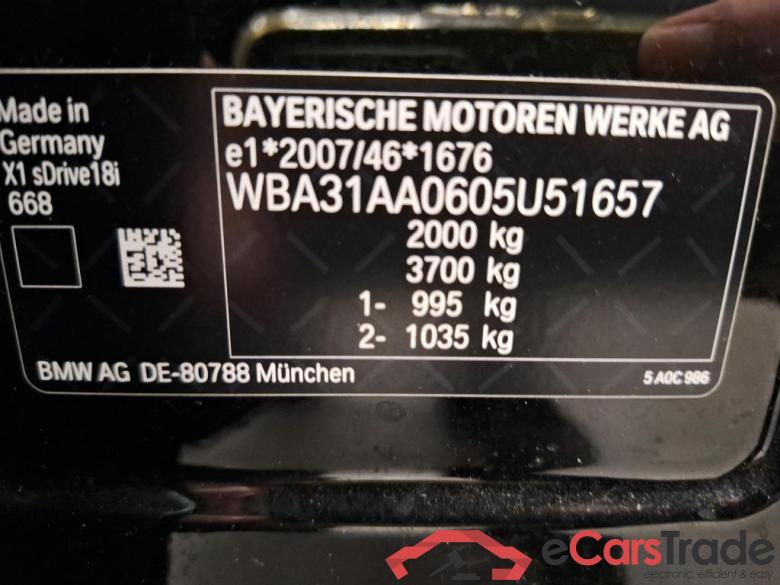 Made in
Germany
X1 sDrive18i
668
BAYERISCHE MOTOREN WERKE AG
e1*2007/46*1676
WBA31AA0605U51657
2000 kg
3700 kg
1- 995 kg
2- 1035 kg
BMW AG DE-80788 München
5 A0C 986
eCarsTrade
electronic, efficient & easy